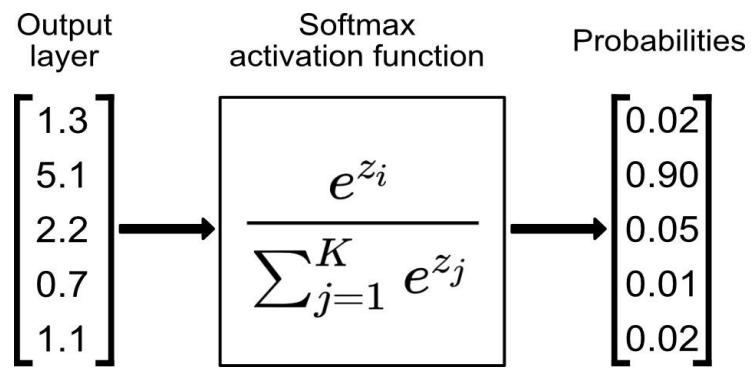 Output
layer
Softmax
activation function
Probabilities
1.3
5.1
2.2
0.7
1.1
e^{z_i}
∑_{j=1}^{K} e^{z_j}
0.02
0.90
0.05
0.01
0.02